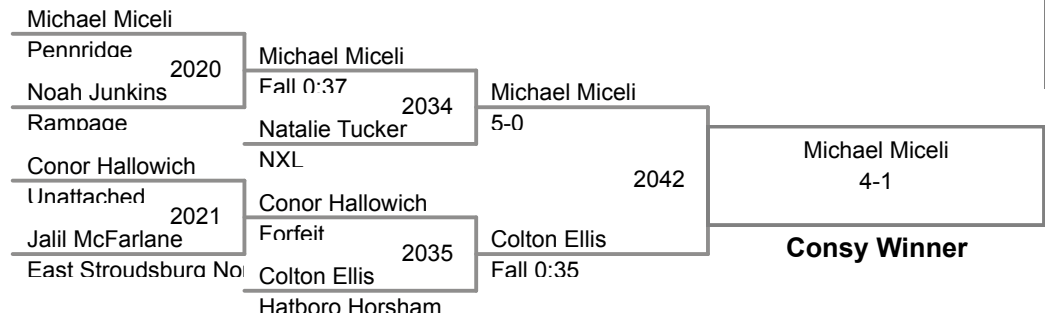 Michael Miceli
Pennridge
2020
Noah Junkins
Rampage
Conor Hallowich
Unattached
2021
Jalil McFarlane
East Stroudsburg Nor
Michael Miceli
Fall 0:37
2034
Natalie Tucker
NXL
Conor Hallowich
Forfeit
2035
Colton Ellis
Hatboro Horsham
Michael Miceli
5-0
2042
Colton Ellis
Fall 0:35
Michael Miceli
4-1
Consy Winner